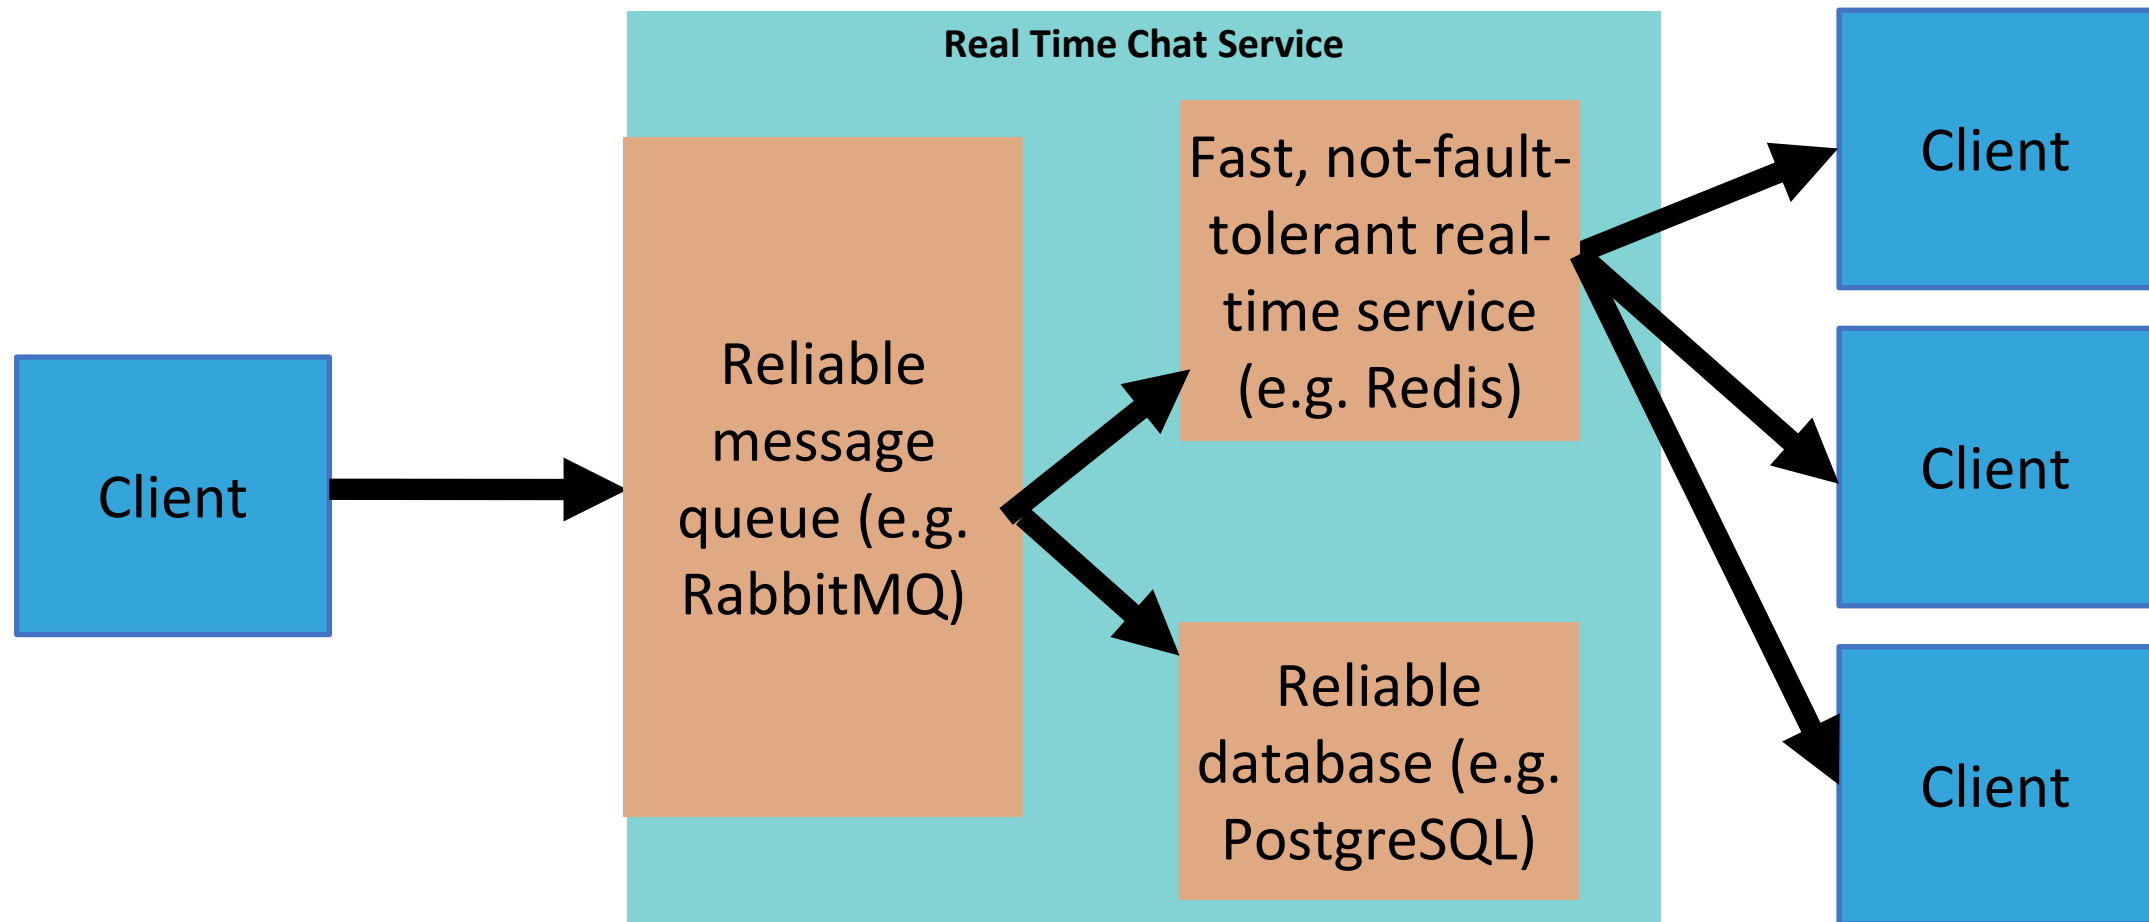 Real Time Chat Service
Client
Reliable
message
queue (e.g.
RabbitMQ)
Fast, not-fault-
tolerant real-
time service
(e.g. Redis)
Reliable
database (e.g.
PostgreSQL)
Client
Client
Client